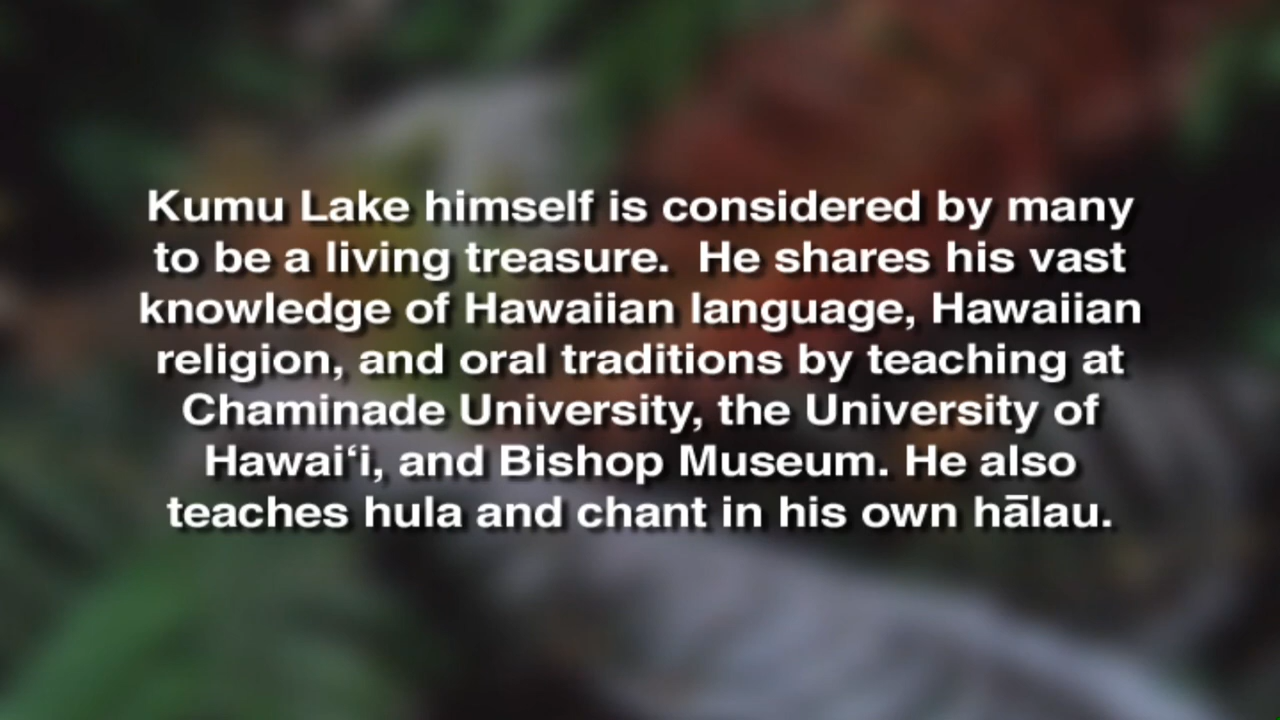 Kumu Lake himself is considered by many
to be a living treasure.  He shares his vast
knowledge of Hawaiian language, Hawaiian
religion, and oral traditions by teaching at
Chaminade University, the University of
Hawaiʻi, and Bishop Museum. He also
teaches hula and chant in his own hālau.